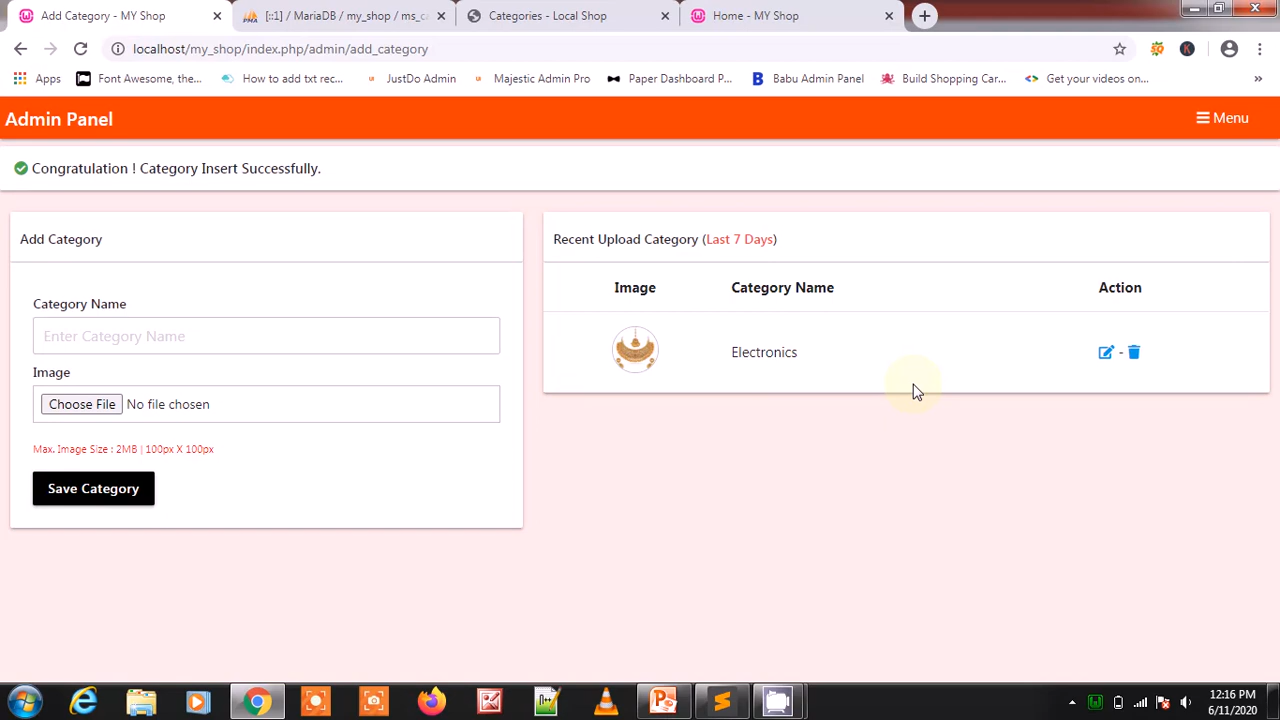 Add Category - MY Shop
[::1] / MariaDB / my_shop / ms_ca
Categories - Local Shop
Home - MY Shop
localhost/my_shop/index.php/admin/add_category
Apps
Font Awesome, the...
How to add txt rec...
JustDo Admin
Majestic Admin Pro
Paper Dashboard P...
Babu Admin Panel
Build Shopping Car...
Get your videos on...
»
Admin Panel
Menu
Congratulation ! Category Insert Successfully.
Add Category
Recent Upload Category (Last 7 Days)
Image Category Name Action
Category Name
Enter Category Name
Electronics
-
Image
Choose File No file chosen
Max. Image Size : 2MB | 100px X 100px
Save Category
12:16 PM
6/11/2020